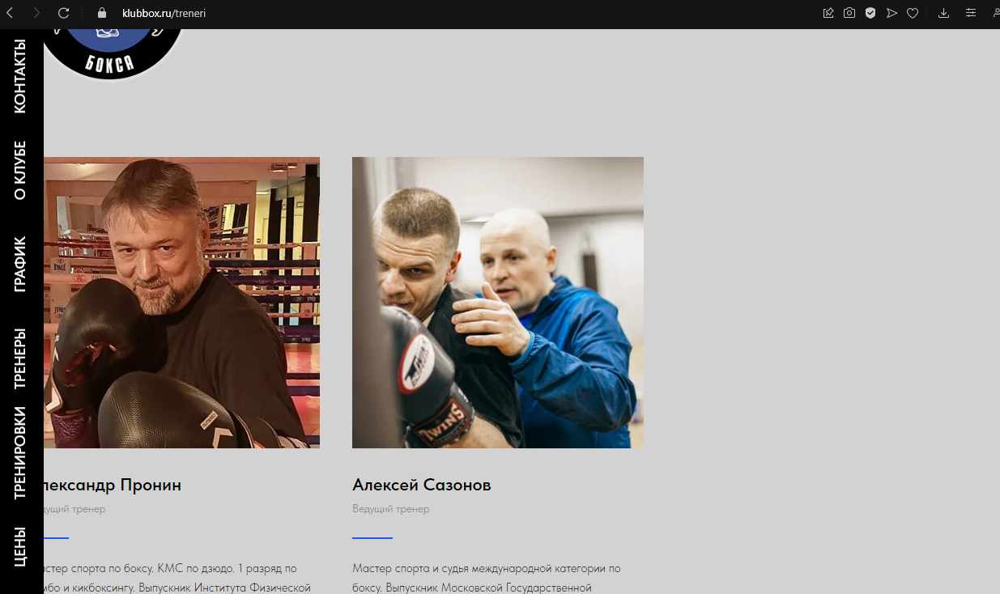 klubbox.ru/treneri
БОКСА
КОНТАКТЫ
О КЛУБЕ
ГРАФИК
ТРЕНЕРЫ
ТРЕНИРОВКИ
ЦЕНЫ
TWINS
лександр Пронин
дущий тренер
стер спорта по боксу. КМС по дзюдо. 1 разряд по
мбо и кикбоксингу. Выпускник Института Физической
Алексей Сазонов
Ведущий тренер
Мастер спорта и судья международной категории по
боксу. Выпускник Московской Государственной